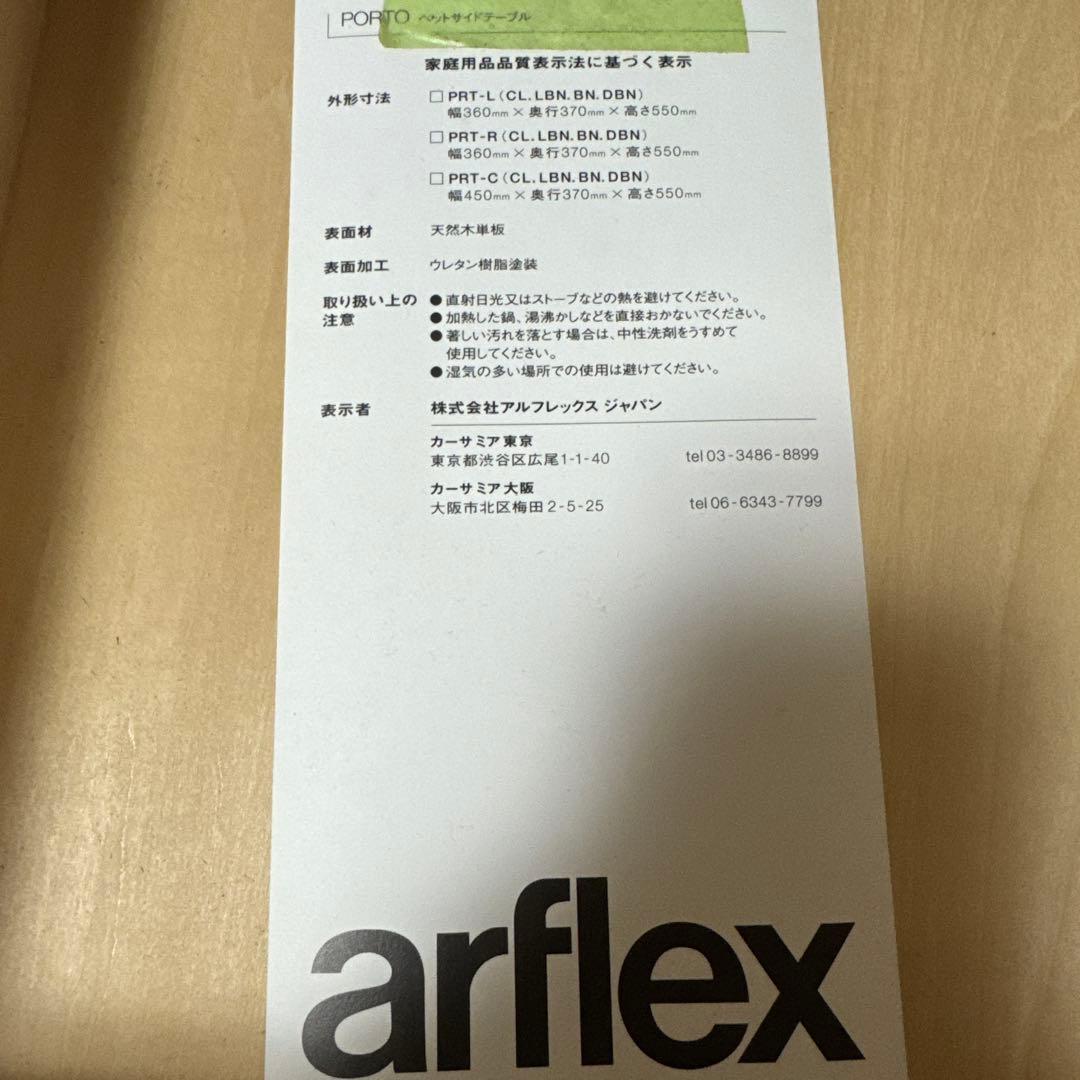 PORTO ベッドサイドテーブル
家庭用品品質表示法に基づく表示
外形寸法 □ PRT-L(CL.LBN.BN.DBN)
幅360mm×奥行370mm×高さ550mm
□ PRT-R(CL.LBN.BN.DBN)
幅360mm×奥行370mm×高さ550mm
□ PRT-C(CL.LBN.BN.DBN)
幅450mm×奥行370mm×高さ550mm
表面材 天然木単板
表面加工 ウレタン樹脂塗装
取り扱い上の注意 ●直射日光又はストーブなどの熱を避けてください。
●加熱した鍋、湯沸かしなどを直接おかないでください。
●著しい汚れを落とす場合は、中性洗剤をうすめて
使用してください。
●湿気の多い場所での使用は避けてください。
表示者 株式会社アルフレックス ジャパン
カーサミア東京
東京都渋谷区広尾1-1-40 tel 03-3486-8899
カーサミア大阪
大阪市北区梅田2-5-25 tel 06-6343-7799
arflex